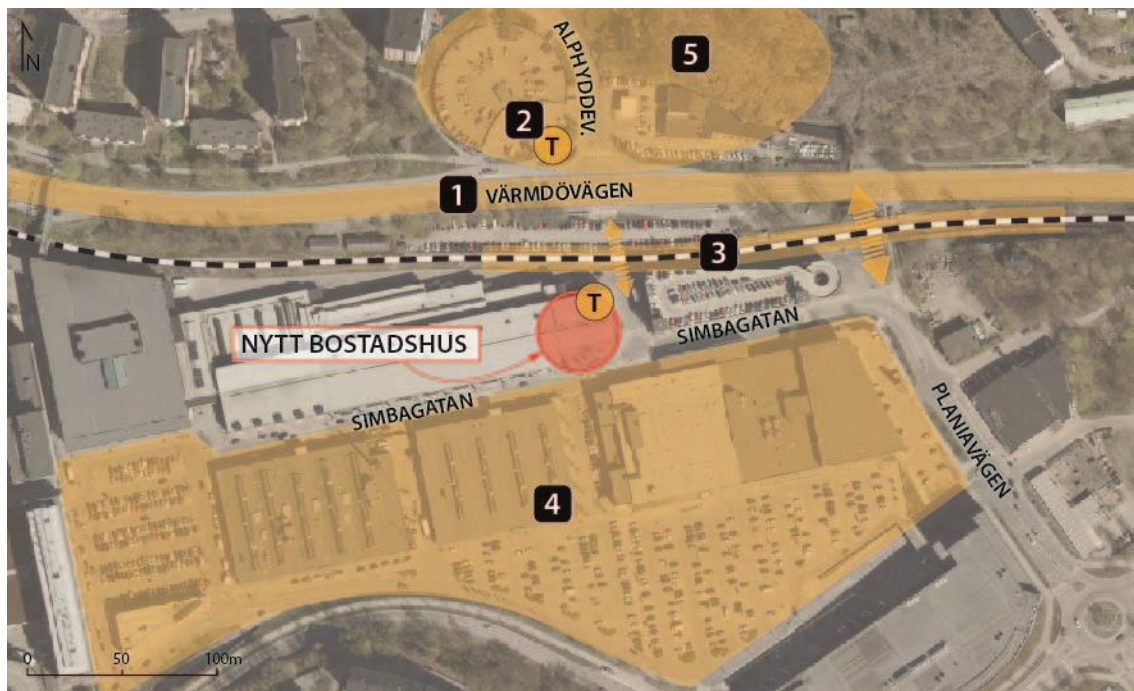 N
ALPHYDDEV.
5
2
T
1
VÄRMDÖVÄGEN
3
T
NYTT BOSTADSHUS
SIMBAGATAN
SIMBAGATAN
PLANIAVÄGEN
4
0
50
100m